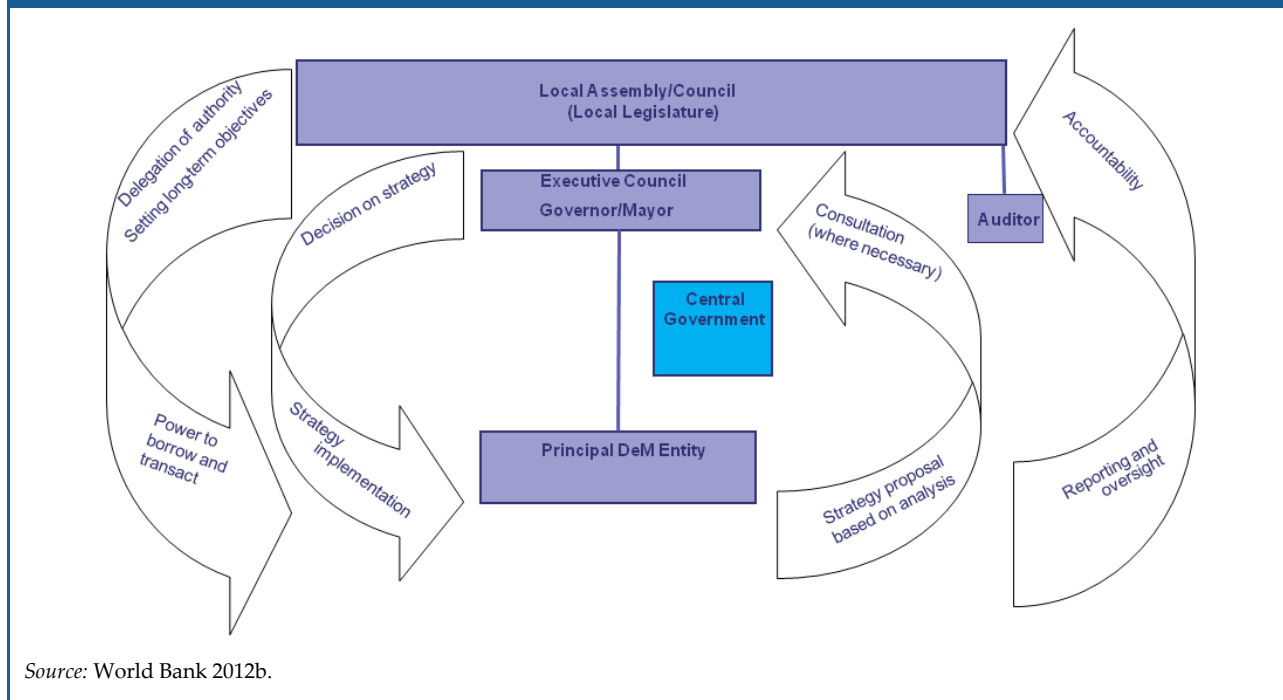 Local Assembly/Council
(Local Legislature)
Delegation of authority
Setting long-term objectives
Decision on strategy
Executive Council
Governor/Mayor
Consultation
(where necessary)
Auditor
Accountability
Central
Government
Power to
borrow and
transact
Strategy
implementation
Principal DeM Entity
Strategy proposal
based on analysis
Reporting and
oversight
Source: World Bank 2012b.